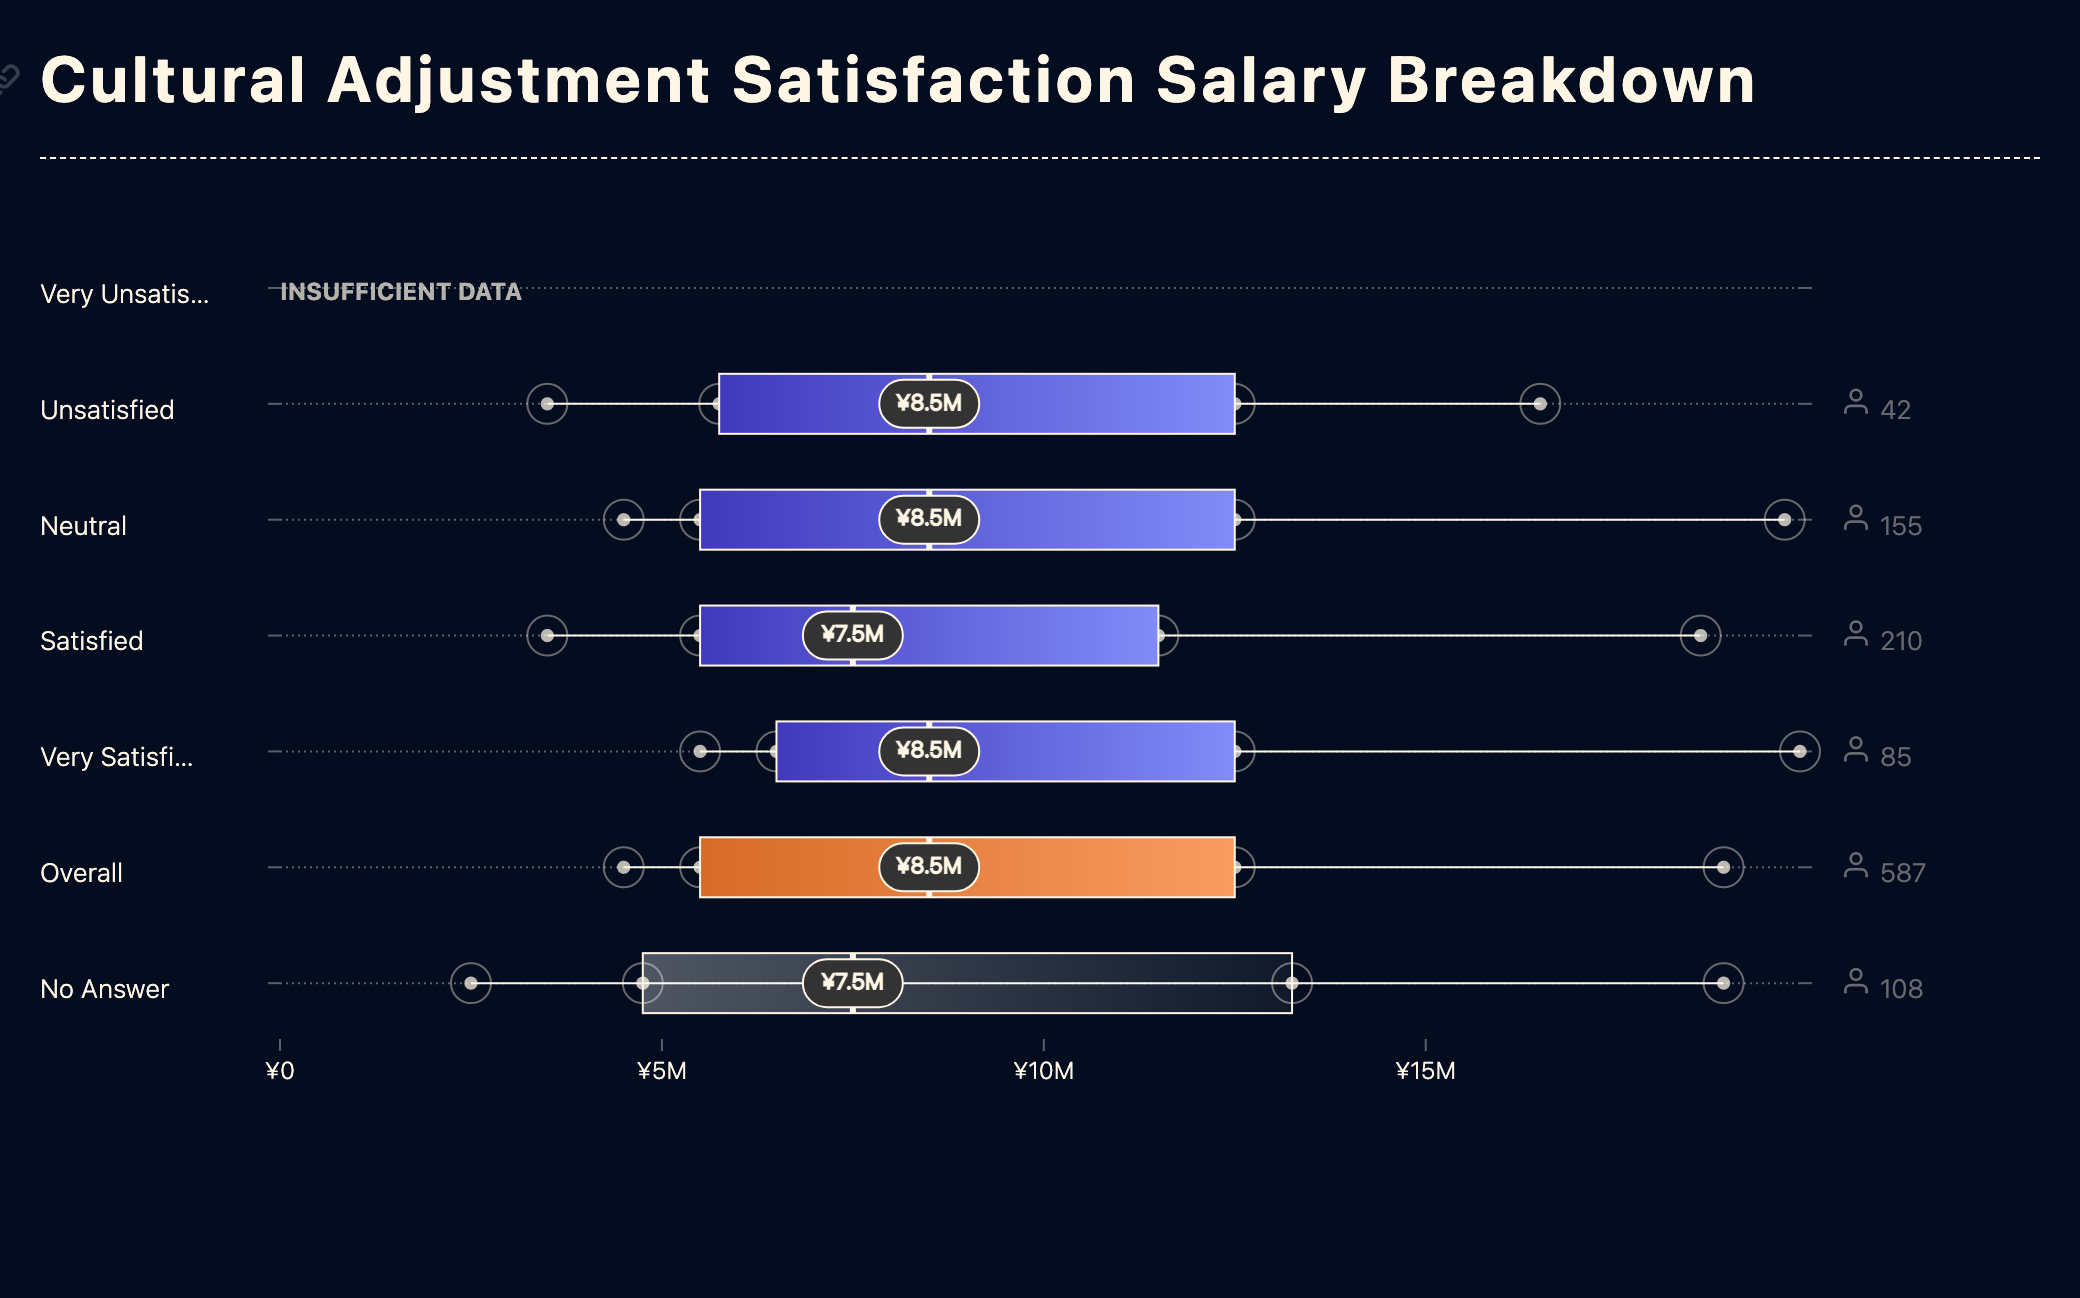 Cultural Adjustment Satisfaction Salary Breakdown
Very Unsatis... INSUFFICIENT DATA
Unsatisfied ¥8.5M 42
Neutral ¥8.5M 155
Satisfied ¥7.5M 210
Very Satisfi... ¥8.5M 85
Overall ¥8.5M 587
No Answer ¥7.5M 108
¥0 ¥5M ¥10M ¥15M